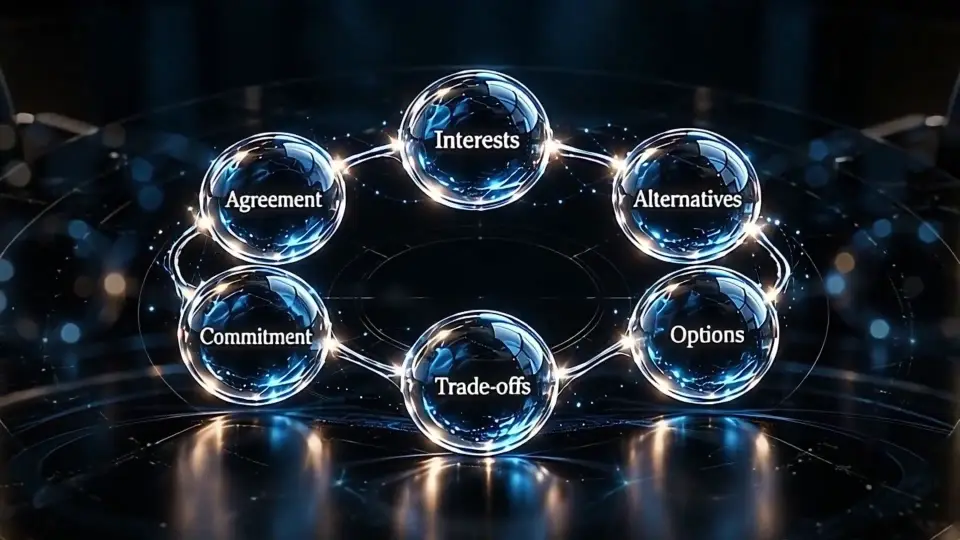 Interests
Alternatives
Options
Trade-offs
Commitment
Agreement